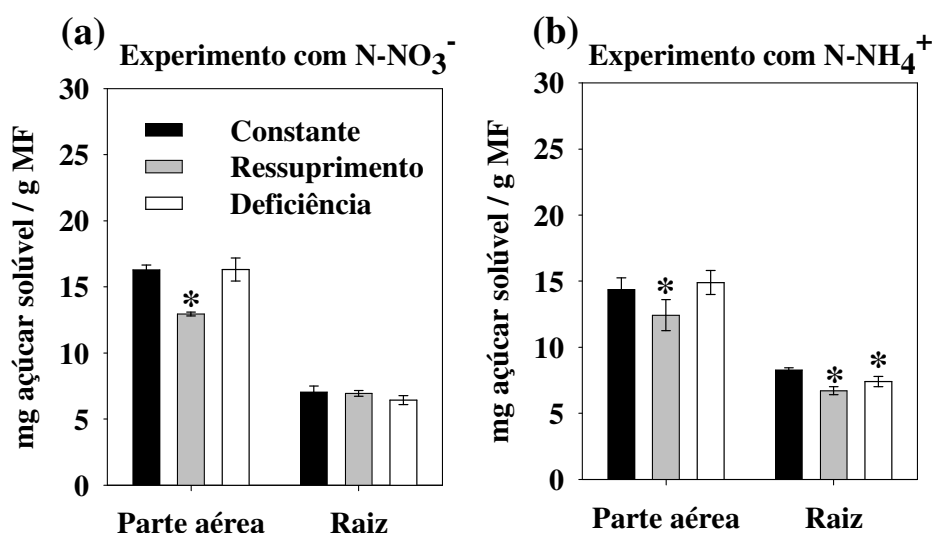 (a)
Experimento com N-NO3-
mg açúcar solúvel / g MF
30
25
20
15
10
5
0
Constante
Ressuprimento
Deficiência
*
Parte aérea Raiz
(b)
Experimento com N-NH4+
mg açúcar solúvel / g MF
30
25
20
15
10
5
0
* * *
Parte aérea Raiz